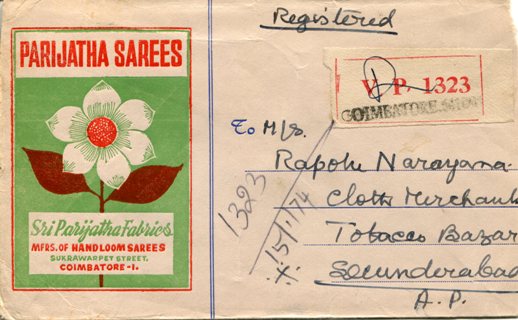 Registered
PARIJATHA SAREES
V P 1323
COIMBATORE
To M/s.
Rapolu Narayana
Cloth Merchant
Tobacco Bazar
Secunderabad
A.P.
1323
15/1/74
Sri Parijatha Fabrics
MFRS. OF HANDLOOM SAREES
SUKRAWARPET STREET,
COIMBATORE-1.